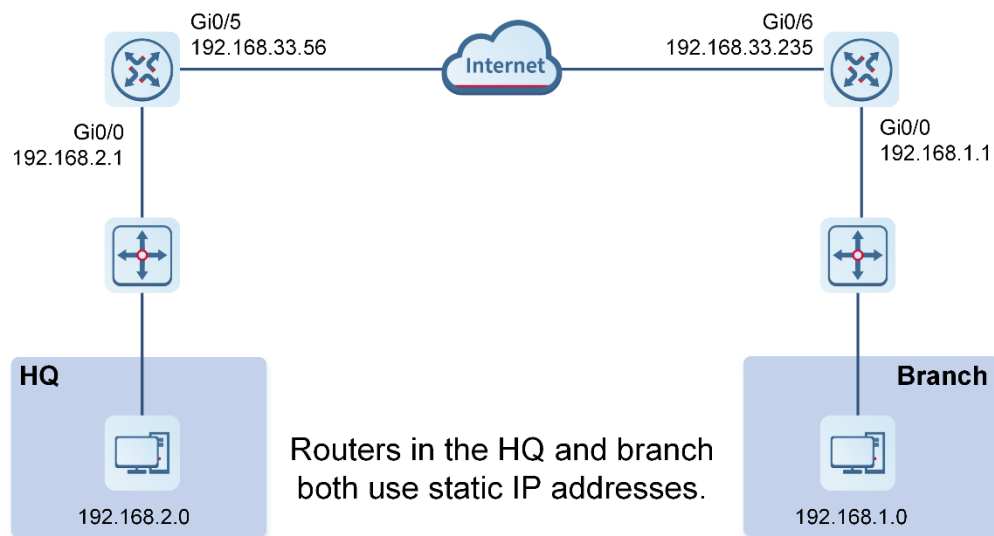 Gi0/5
192.168.33.56
Gi0/6
192.168.33.235
Internet
Gi0/0
192.168.2.1
Gi0/0
192.168.1.1
HQ
Branch
Routers in the HQ and branch
both use static IP addresses.
192.168.2.0
192.168.1.0